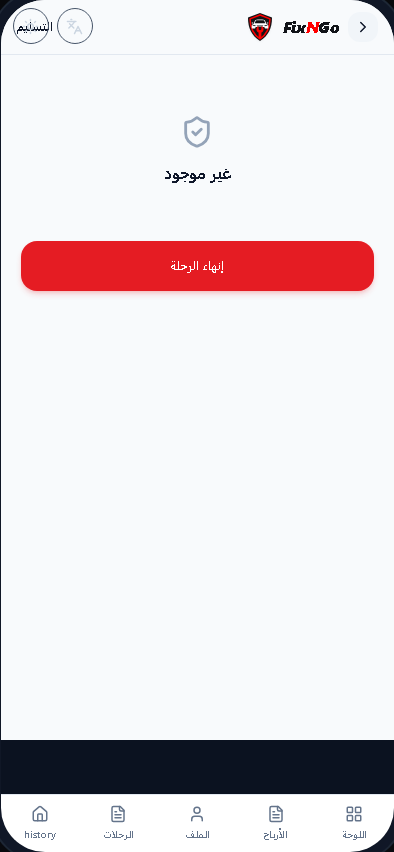 FixNGo
التسليم
غير موجود
إنهاء الرحلة
اللوحة
الأرباح
الملف
الرحلات
history